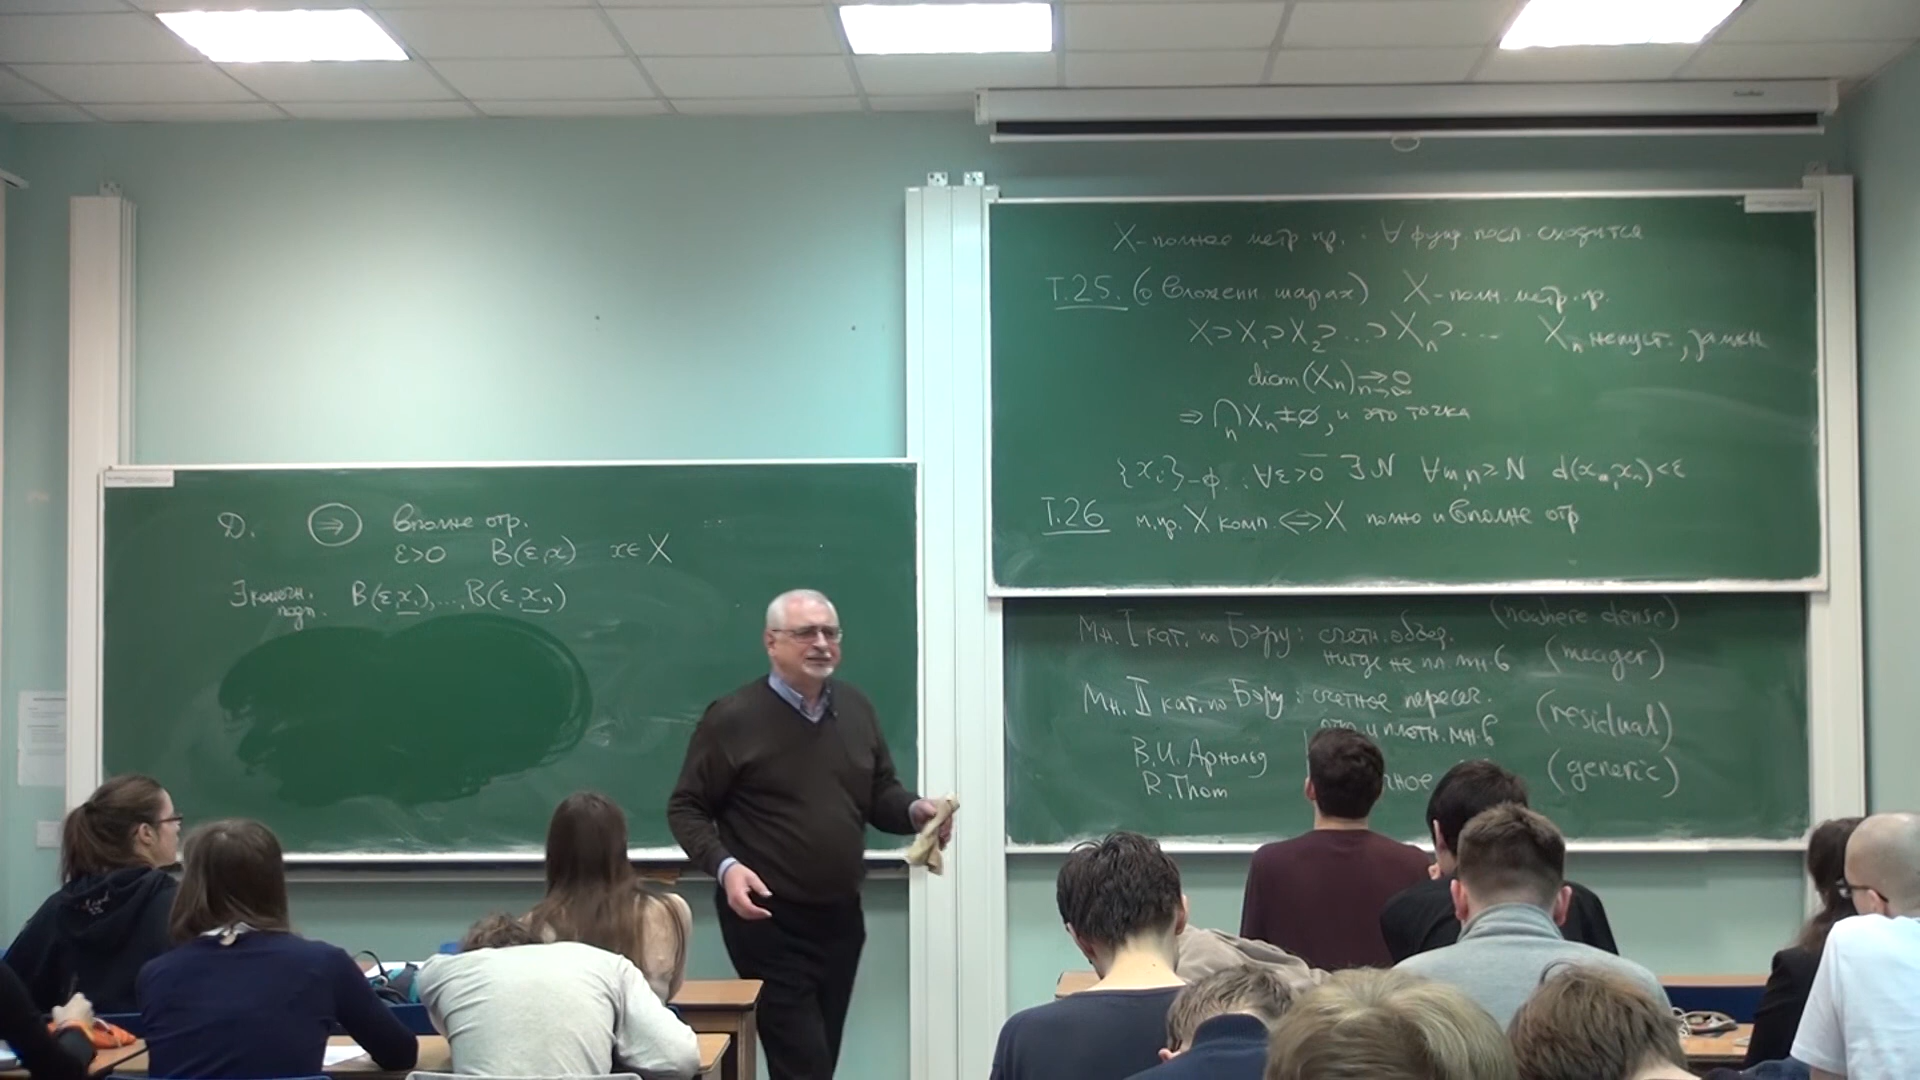 Д. ⇒ вполне огр.
ε>0 B(ε,x) x∈X
∃ конечн.
подп. B(ε,x₁),...,B(ε,xₙ)
X - полное метр. пр. : ∀ фунд. посл. сходится
Т.25. (о вложенн. шарах) X - полн. метр. пр.
X⊃X₁⊃X₂⊃...⊃Xₙ⊃... Xₙ непуст., замкн
diam(Xₙ) →0 n→∞
⇒ ⋂ₙ Xₙ ≠ ∅, и это точка
{xᵢ} - ф. : ∀ε>0 ∃N ∀m,n≥N d(xₘ,xₙ)<ε
Т.26 м.пр. X комп. ⇔ X полно и вполне огр
Мн. I кат. по Бэру: счетн. объед. (nowhere dense)
нигде не пл. мн-в (meager)
Мн. II кат. по Бэру: счетное пересеч.
откр и плотн. мн-в (residual)
В.И. Арнольд
R. Thom (generic)